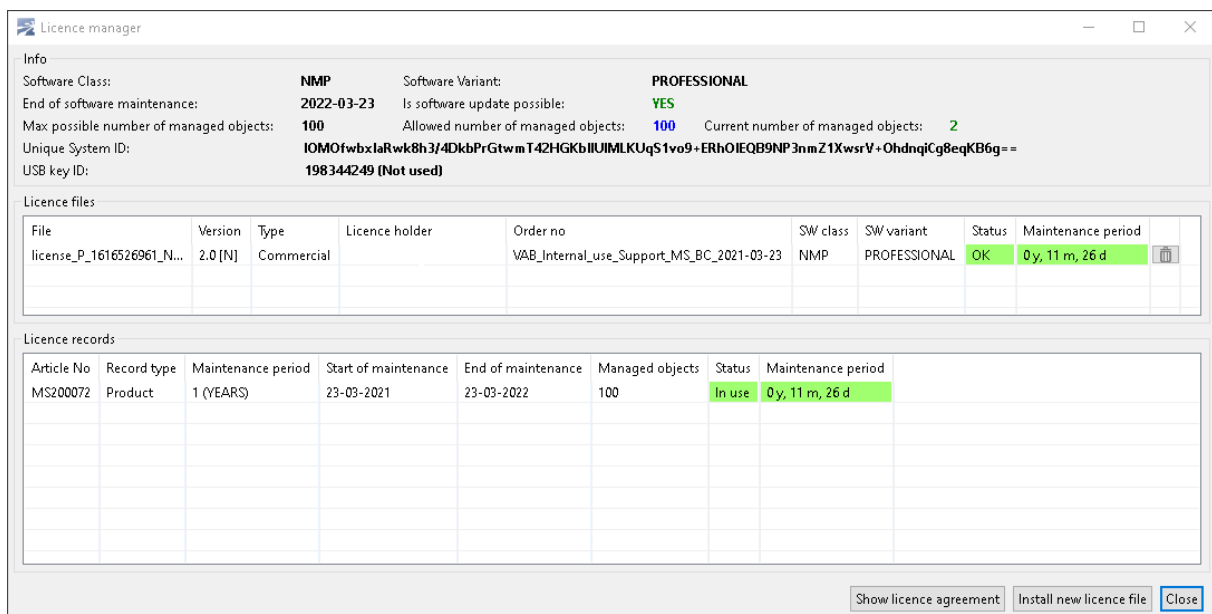 Licence manager
Info
Software Class: NMP Software Variant: PROFESSIONAL
End of software maintenance: 2022-03-23 Is software update possible: YES
Max possible number of managed objects: 100 Allowed number of managed objects: 100 Current number of managed objects: 2
Unique System ID:
USB key ID: 198344249 (Not used)
Licence files
File Version Type Licence holder Order no SW class SW variant Status Maintenance period
license_P_1616526961_N... 2.0 [N] Commercial VAB_Internal_use_Support_MS_BC_2021-03-23 NMP PROFESSIONAL OK 0 y, 11 m, 26 d
Licence records
Article No Record type Maintenance period Start of maintenance End of maintenance Managed objects Status Maintenance period
MS200072 Product 1 (YEARS) 23-03-2021 23-03-2022 100 In use 0 y, 11 m, 26 d
Show licence agreement Install new licence file Close